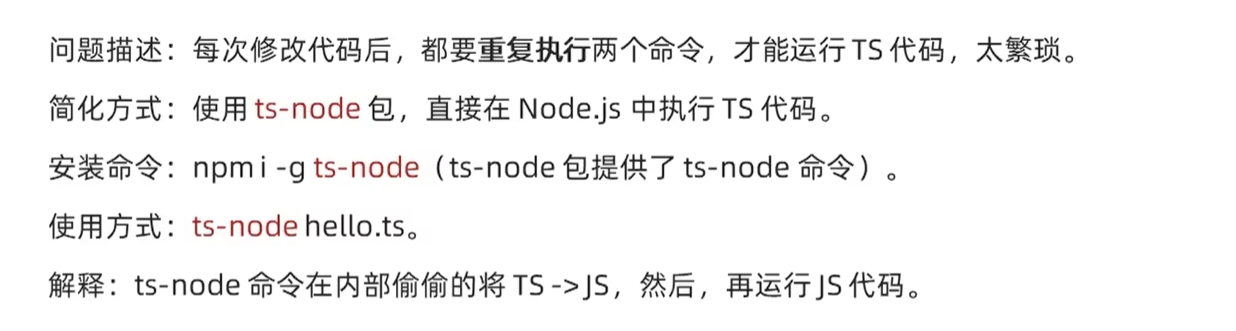 问题描述：每次修改代码后，都要重复执行两个命令，才能运行 TS 代码，太繁琐。
简化方式：使用 ts-node 包，直接在 Node.js 中执行 TS 代码。
安装命令：npm i -g ts-node（ts-node 包提供了 ts-node 命令）。
使用方式：ts-node hello.ts。
解释：ts-node 命令在内部偷偷的将 TS -> JS，然后，再运行 JS 代码。